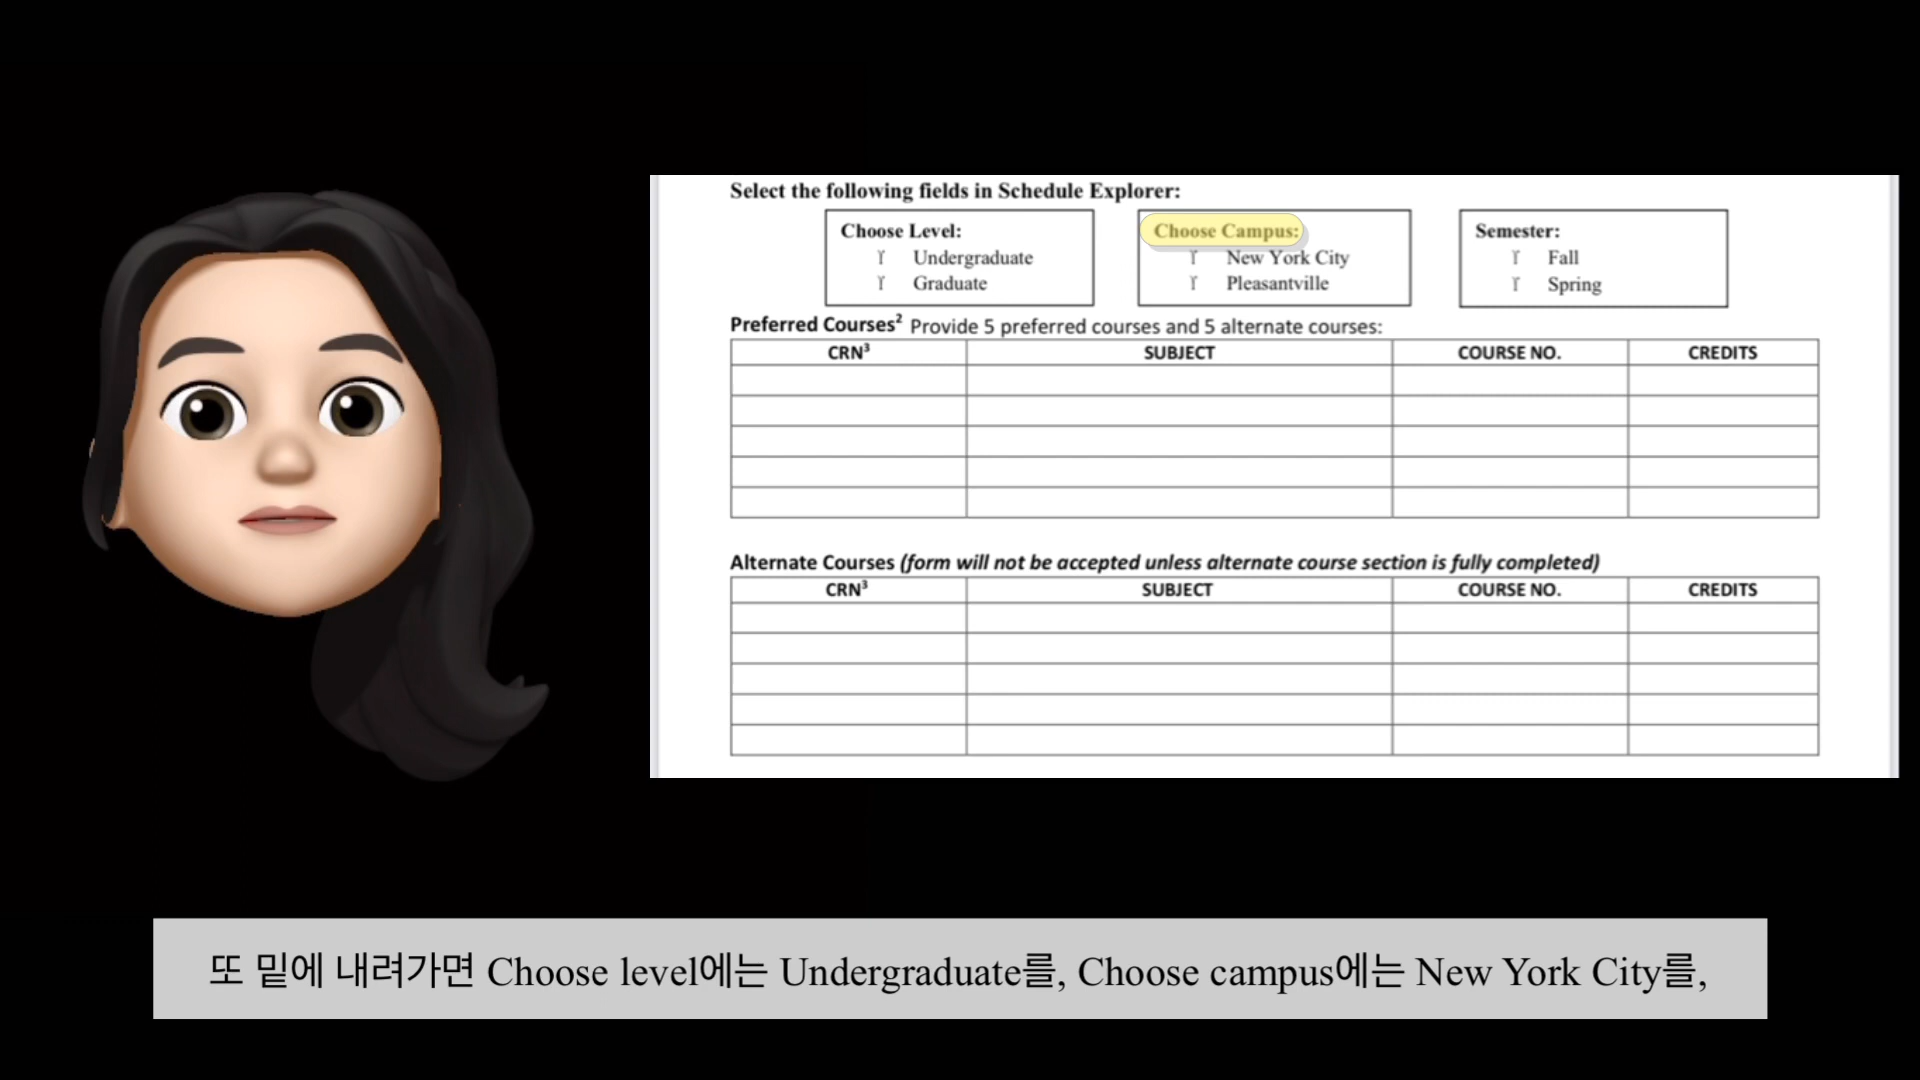 Select the following fields in Schedule Explorer:
Choose Level:
Undergraduate
Graduate
Choose Campus:
New York City
Pleasantville
Semester:
Fall
Spring
Preferred Courses² Provide 5 preferred courses and 5 alternate courses:
CRN³ SUBJECT COURSE NO. CREDITS
Alternate Courses (form will not be accepted unless alternate course section is fully completed)
CRN³ SUBJECT COURSE NO. CREDITS
또 밑에 내려가면 Choose level에는 Undergraduate를, Choose campus에는 New York City를,